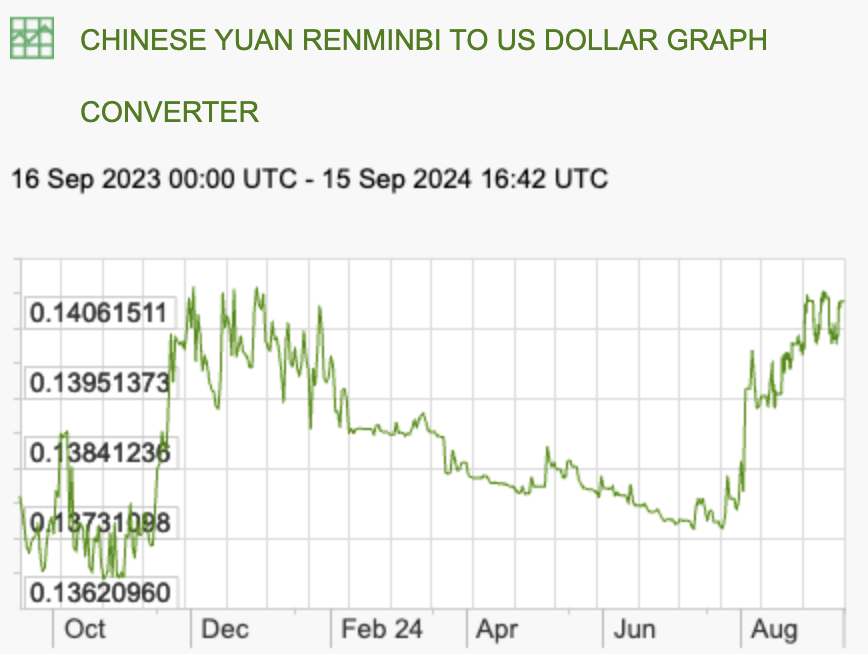 CHINESE YUAN RENMINBI TO US DOLLAR GRAPH
CONVERTER
16 Sep 2023 00:00 UTC - 15 Sep 2024 16:42 UTC
0.14061511
0.13951373
0.13841236
0.13731098
0.13620960
Oct Dec Feb 24 Apr Jun Aug